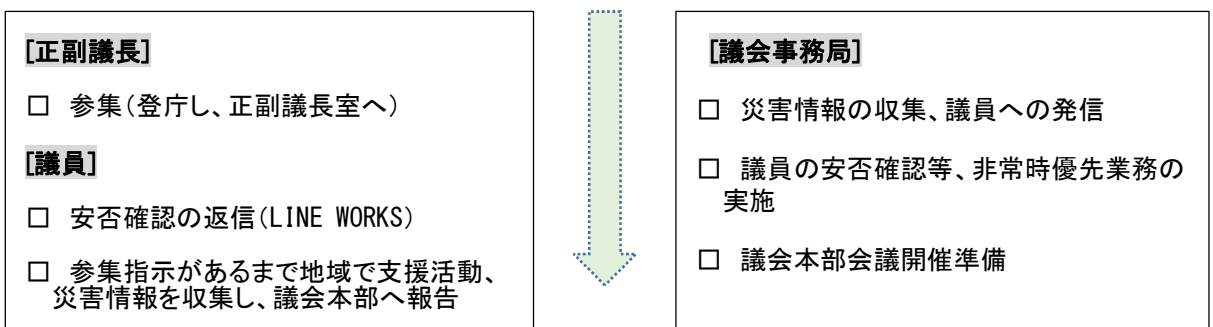 [正副議長]
□ 参集(登庁し、正副議長室へ)
[議員]
□ 安否確認の返信(LINE WORKS)
□ 参集指示があるまで地域で支援活動、
災害情報を収集し、議会本部へ報告
[議会事務局]
□ 災害情報の収集、議員への発信
□ 議員の安否確認等、非常時優先業務の
実施
□ 議会本部会議開催準備